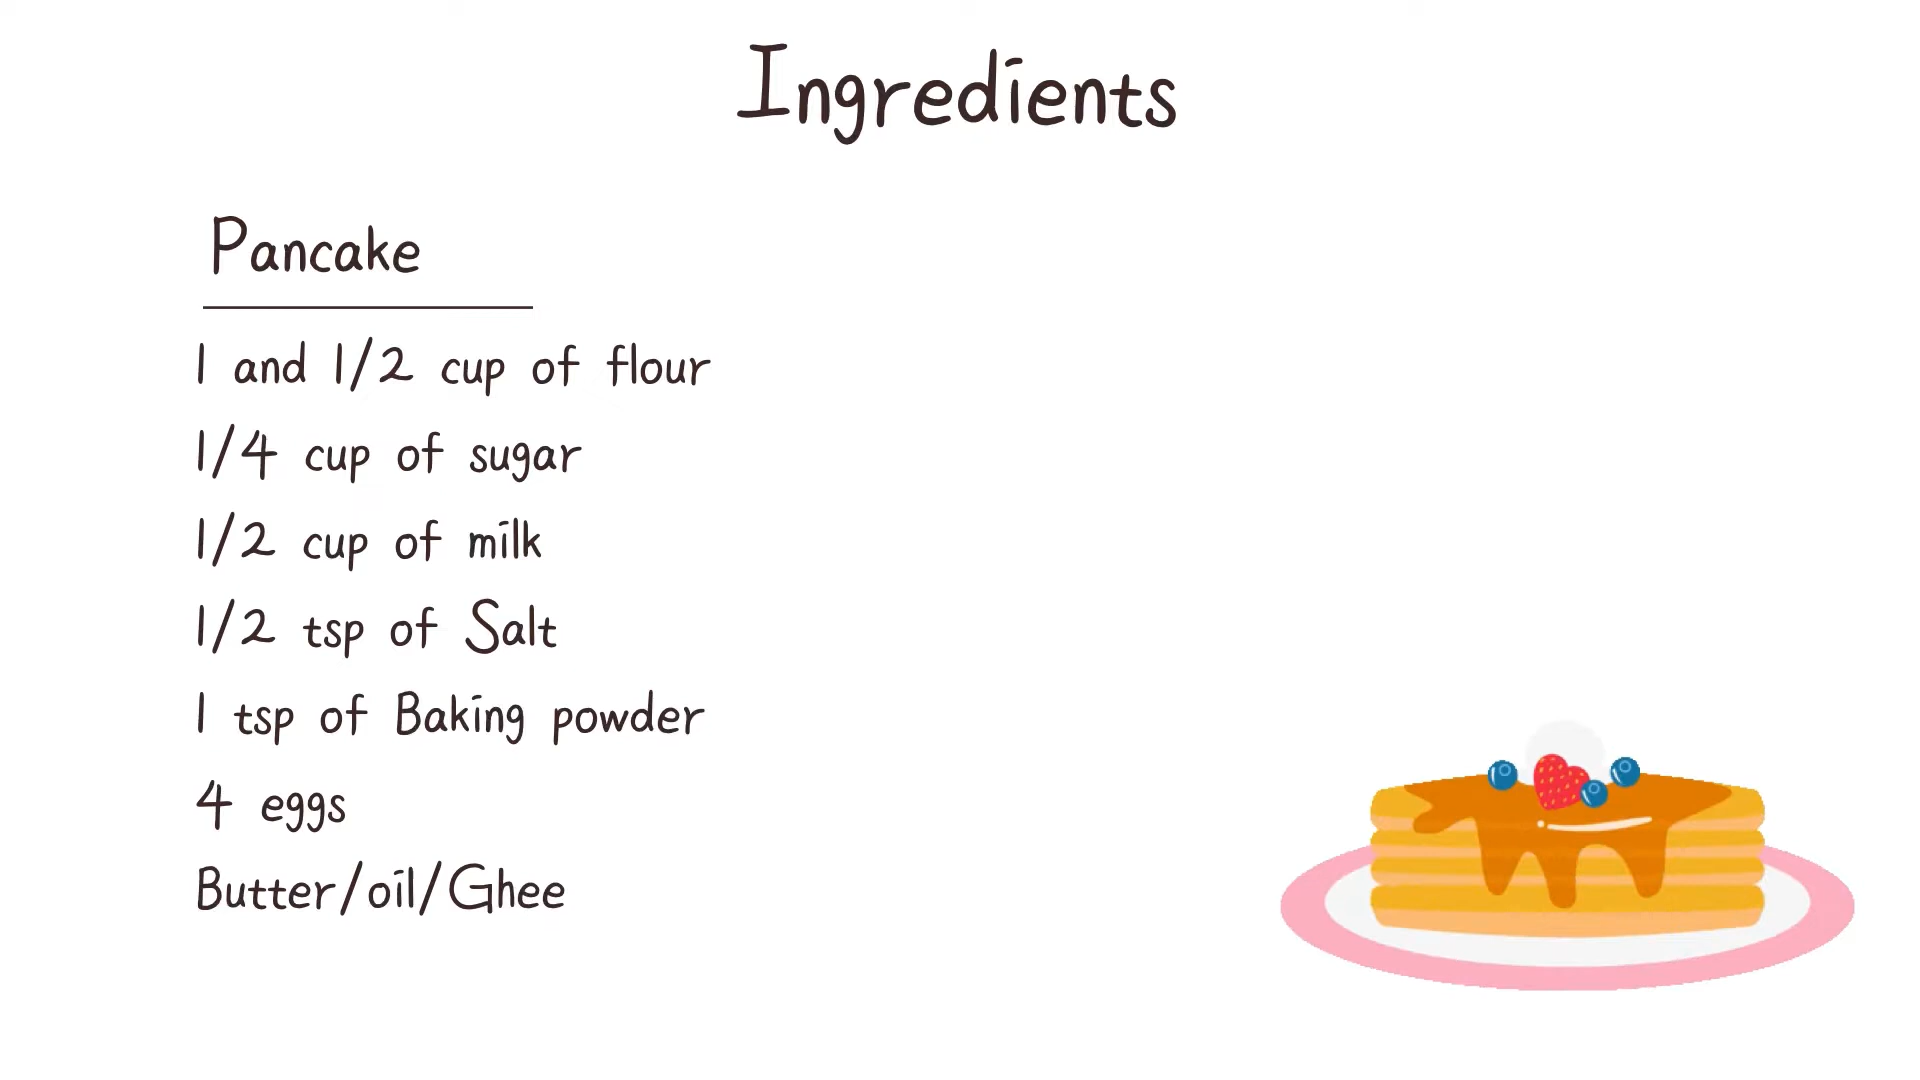 Ingredients
Pancake
1 and 1/2 cup of flour
1/4 cup of sugar
1/2 cup of milk
1/2 tsp of Salt
1 tsp of Baking powder
4 eggs
Butter/oil/Ghee